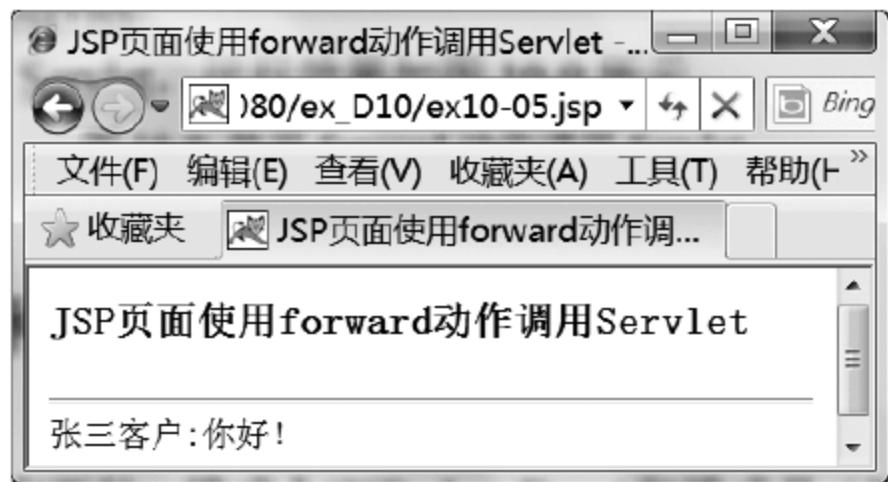 JSP页面使用forward动作调用Servlet -...
)80/ex_D10/ex10-05.jsp
Bing
文件(F) 编辑(E) 查看(V) 收藏夹(A) 工具(T) 帮助(H
收藏夹
JSP页面使用forward动作调...
JSP页面使用forward动作调用Servlet
张三客户:你好!